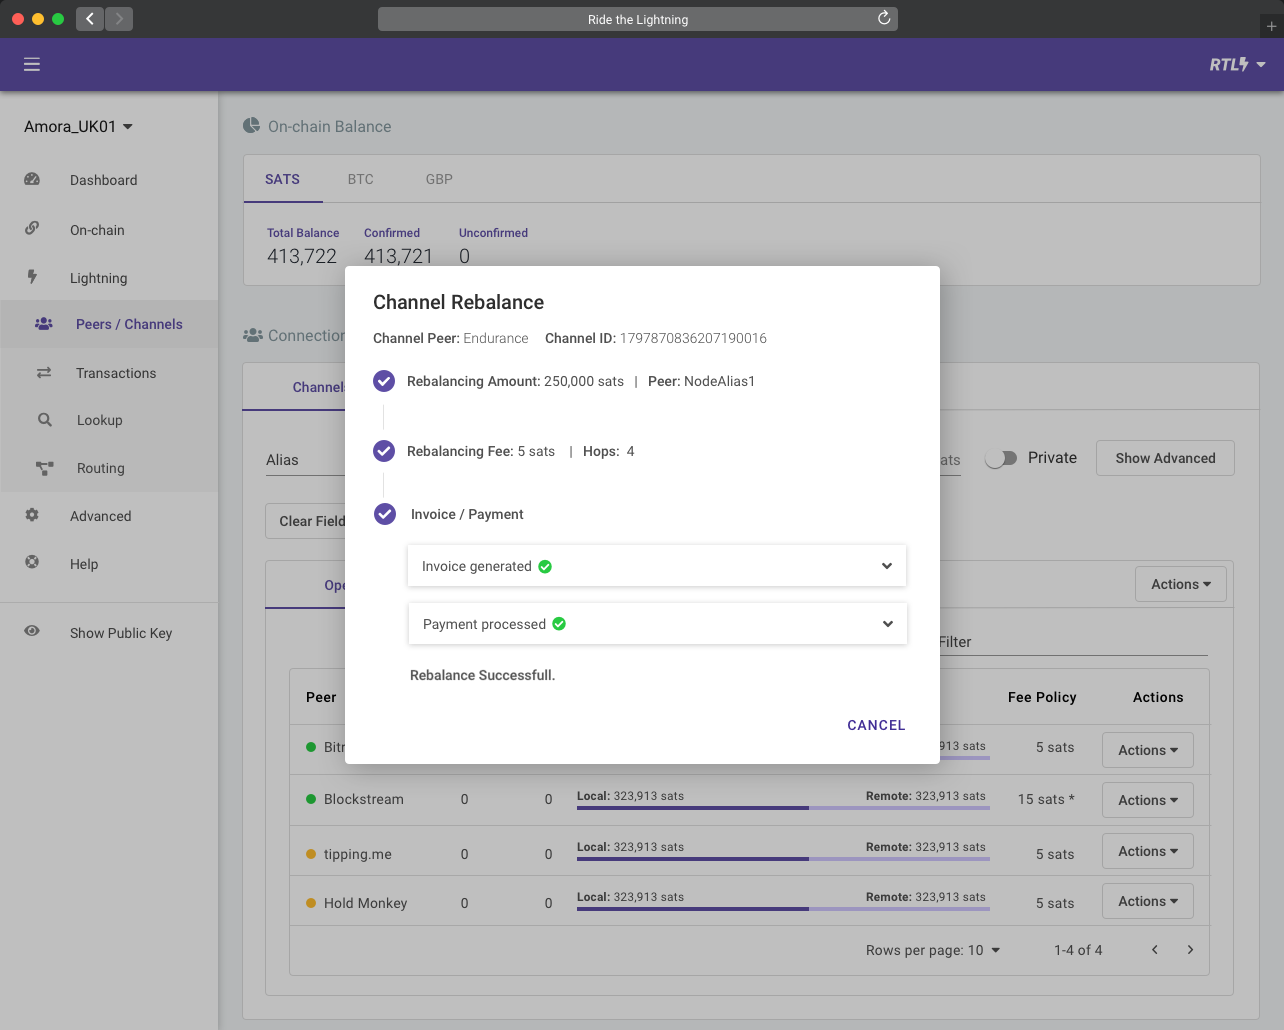 Ride the Lightning
RTL
Amora_UK01
Dashboard
On-chain
Lightning
Peers / Channels
Transactions
Lookup
Routing
Advanced
Help
Show Public Key
On-chain Balance
SATS BTC GBP
Total Balance Confirmed Unconfirmed
413,722 413,721 0
Connection
Channels
Alias ats Private Show Advanced
Clear Field
Ope Actions
Filter
Peer Fee Policy Actions
Bitr 913 sats 5 sats Actions
Blockstream 0 0 Local: 323,913 sats Remote: 323,913 sats 15 sats * Actions
tipping.me 0 0 Local: 323,913 sats Remote: 323,913 sats 5 sats Actions
Hold Monkey 0 0 Local: 323,913 sats Remote: 323,913 sats 5 sats Actions
Rows per page: 10 1-4 of 4
Channel Rebalance
Channel Peer: Endurance Channel ID: 1797870836207190016
Rebalancing Amount: 250,000 sats | Peer: NodeAlias1
Rebalancing Fee: 5 sats | Hops: 4
Invoice / Payment
Invoice generated
Payment processed
Rebalance Successfull.
CANCEL